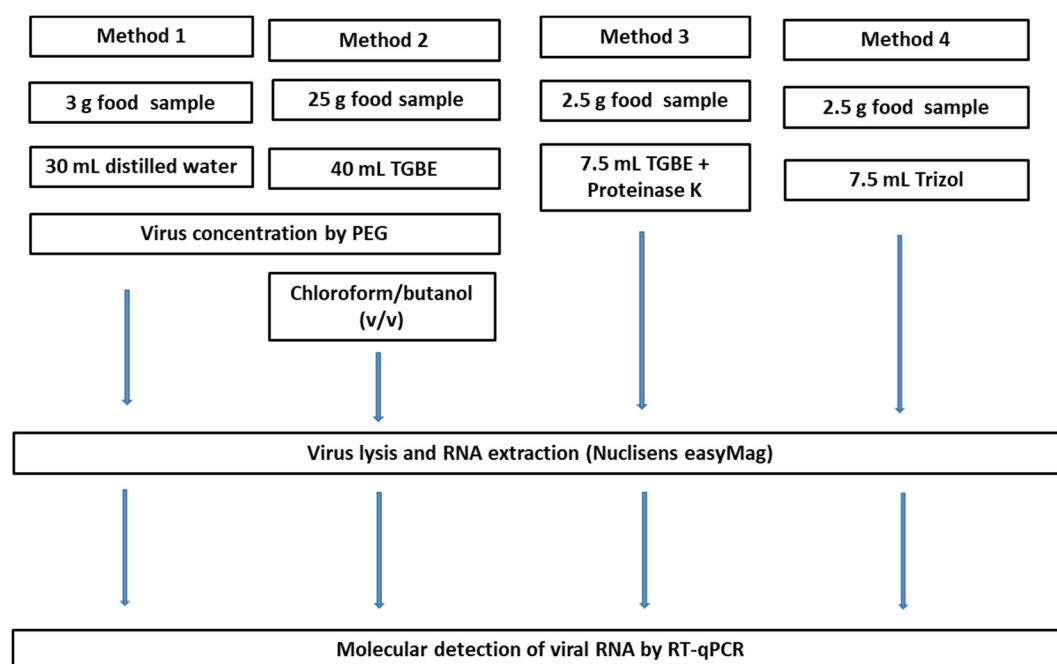 Method 1
Method 2
Method 3
Method 4
3 g food sample
25 g food sample
2.5 g food sample
2.5 g food sample
30 mL distilled water
40 mL TGBE
7.5 mL TGBE +
Proteinase K
7.5 mL Trizol
Virus concentration by PEG
Chloroform/butanol
(v/v)
Virus lysis and RNA extraction (Nuclisens easyMag)
Molecular detection of viral RNA by RT-qPCR